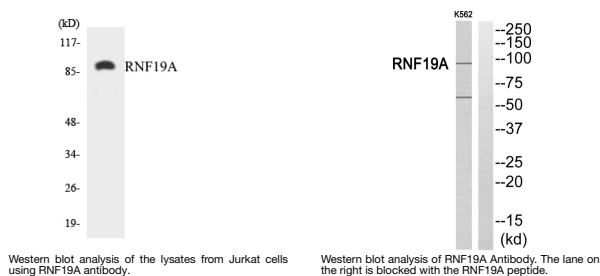 (kD)
117-
85-
RNF19A
48-
34-
26-
19-
Western blot analysis of the lysates from Jurkat cells
using RNF19A antibody.
K562
RNF19A
--250
--150
--100
--75
--50
--37
--25
--20
--15
(kd)
Western blot analysis of RNF19A Antibody. The lane on
the right is blocked with the RNF19A peptide.